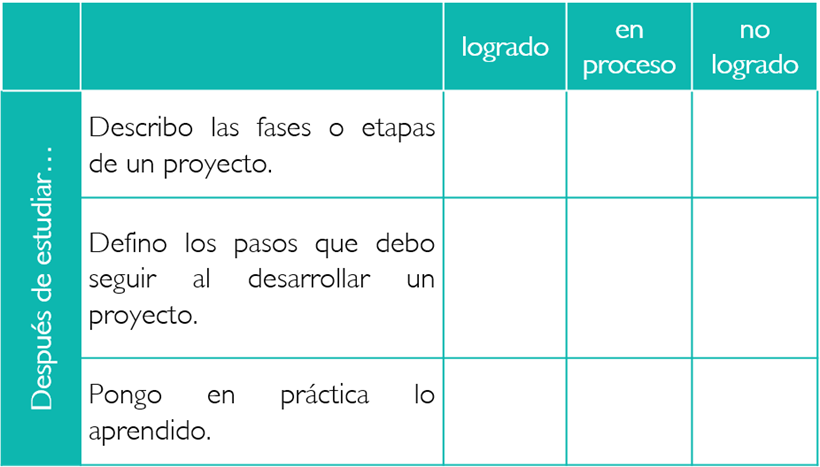 logrado
en
proceso
no
logrado
Después de estudiar...
Describo las fases o etapas
de un proyecto.
Defino los pasos que debo
seguir al desarrollar un
proyecto.
Pongo en práctica lo
aprendido.